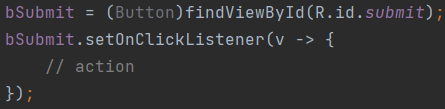 bSubmit = (Button)findViewById(R.id.submit);
bSubmit.setOnClickListener(v -> {
    // action
});